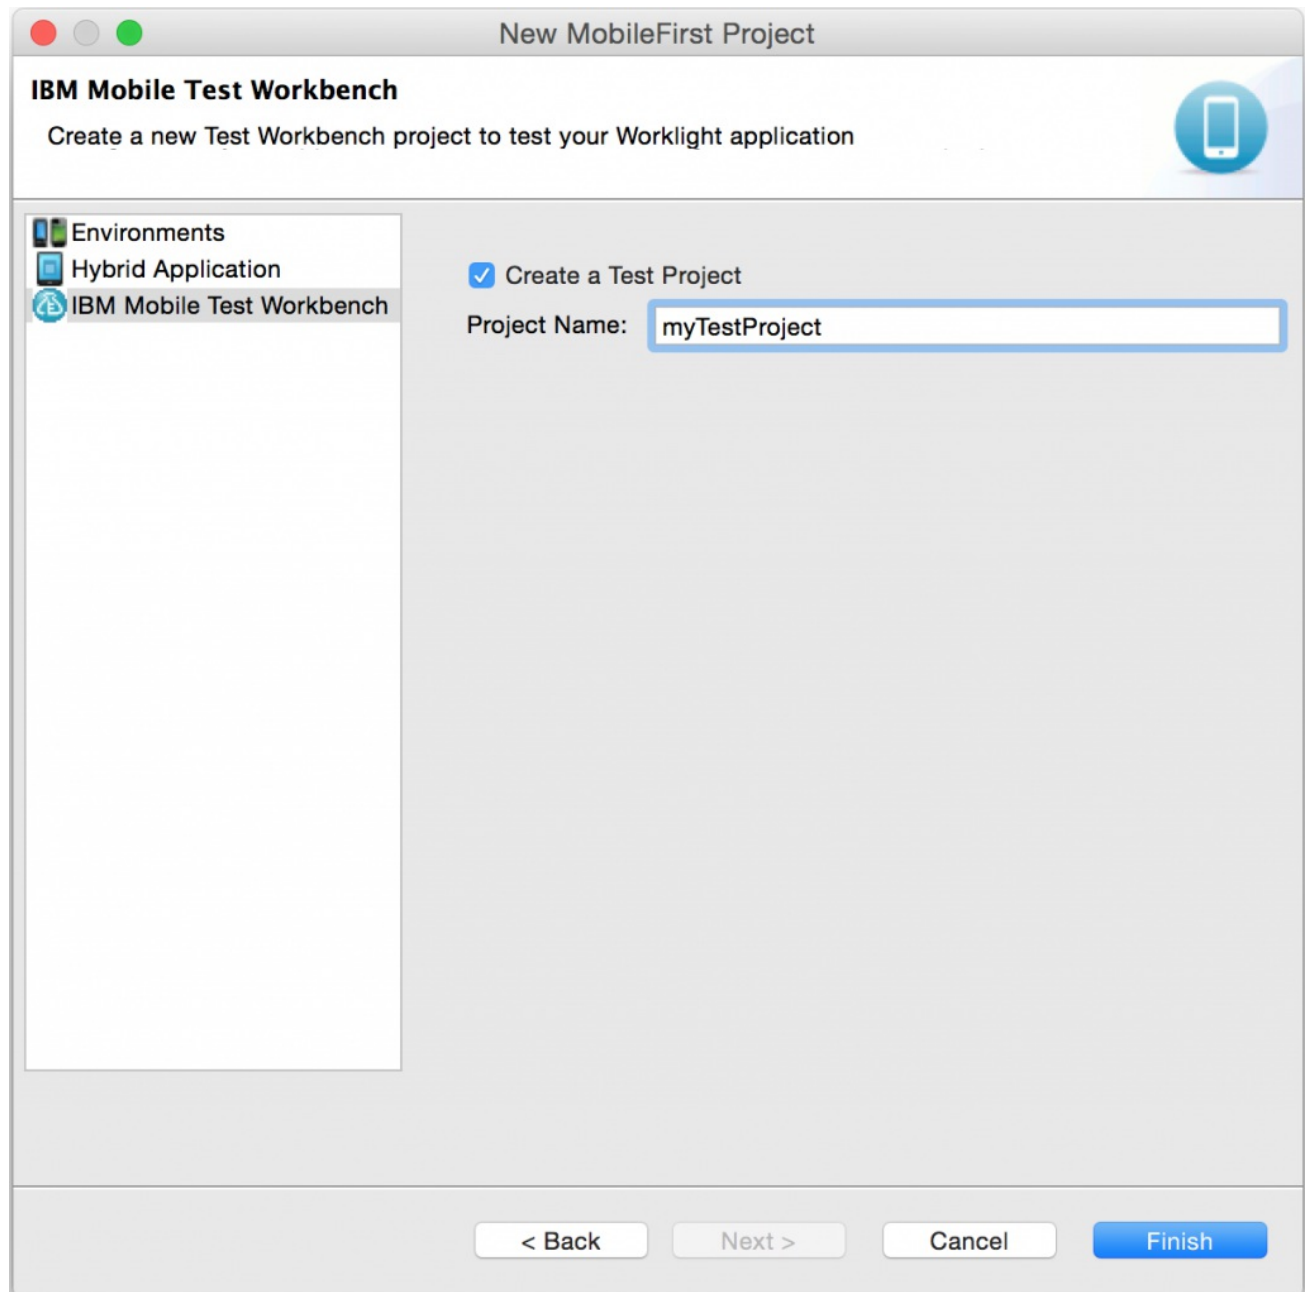 New MobileFirst Project
IBM Mobile Test Workbench
Create a new Test Workbench project to test your Worklight application
Environments
Hybrid Application
IBM Mobile Test Workbench
Create a Test Project
Project Name: myTestProject
< Back Next > Cancel Finish